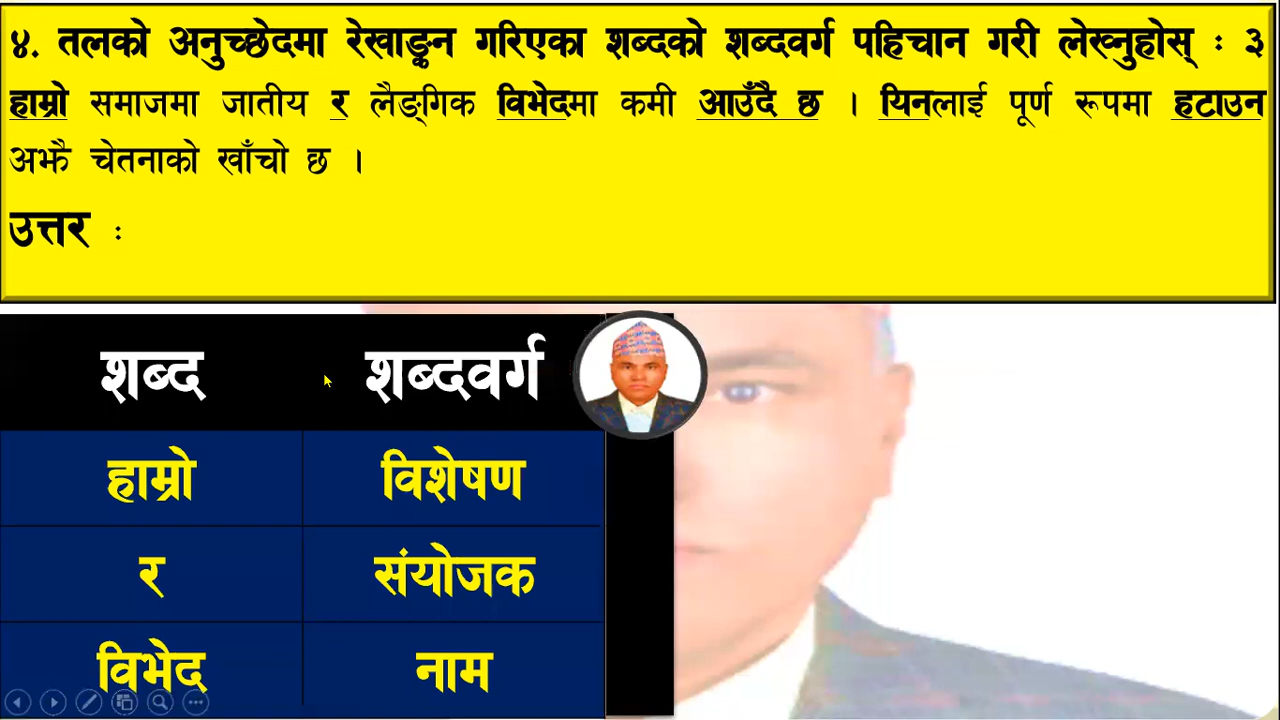 ४. तलको अनुच्छेदमा रेखाङ्कन गरिएका शब्दको शब्दवर्ग पहिचान गरी लेख्नुहोस् : ३
हाम्रो समाजमा जातीय र लैङ्गिक विभेदमा कमी आउँदै छ । यिनलाई पूर्ण रूपमा हटाउन
अझै चेतनाको खाँचो छ ।
उत्तर :
शब्द शब्दवर्ग
हाम्रो विशेषण
र संयोजक
विभेद नाम